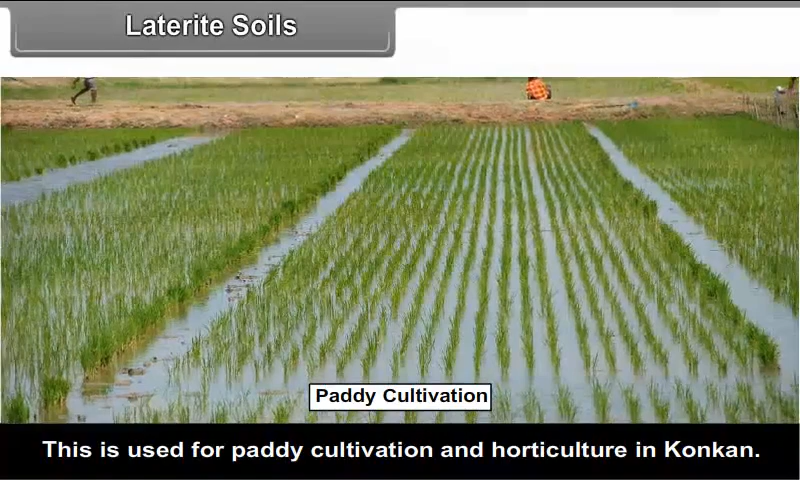 Laterite Soils
Paddy Cultivation
This is used for paddy cultivation and horticulture in Konkan.